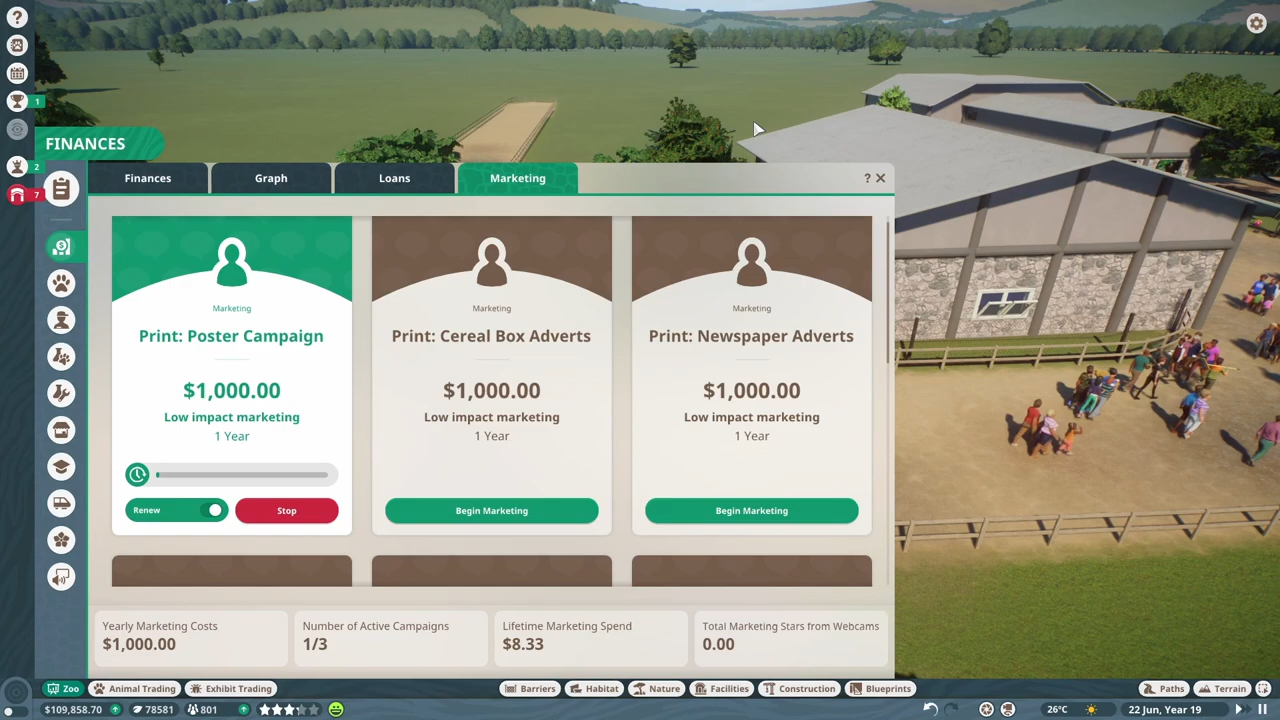 ?
1
FINANCES
2
7
Finances
Graph
Loans
Marketing
?
Marketing
Print: Poster Campaign
$1,000.00
Low impact marketing
1 Year
Renew
Stop
Marketing
Print: Cereal Box Adverts
$1,000.00
Low impact marketing
1 Year
Begin Marketing
Marketing
Print: Newspaper Adverts
$1,000.00
Low impact marketing
1 Year
Begin Marketing
Yearly Marketing Costs
$1,000.00
Number of Active Campaigns
1/3
Lifetime Marketing Spend
$8.33
Total Marketing Stars from Webcams
0.00
Zoo
Animal Trading
Exhibit Trading
Barriers
Habitat
Nature
Facilities
Construction
Blueprints
Paths
Terrain
$109,858.70
78581
801
26°C
22 Jun, Year 19